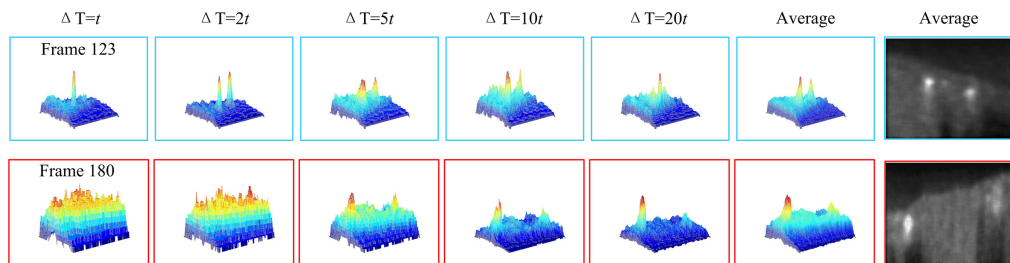 Δ T=t Δ T=2t Δ T=5t Δ T=10t Δ T=20t Average Average
Frame 123
Frame 180